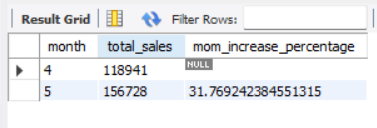 Result Grid Filter Rows:
month total_sales mom_increase_percentage
4 118941 NULL
5 156728 31.769242384551315